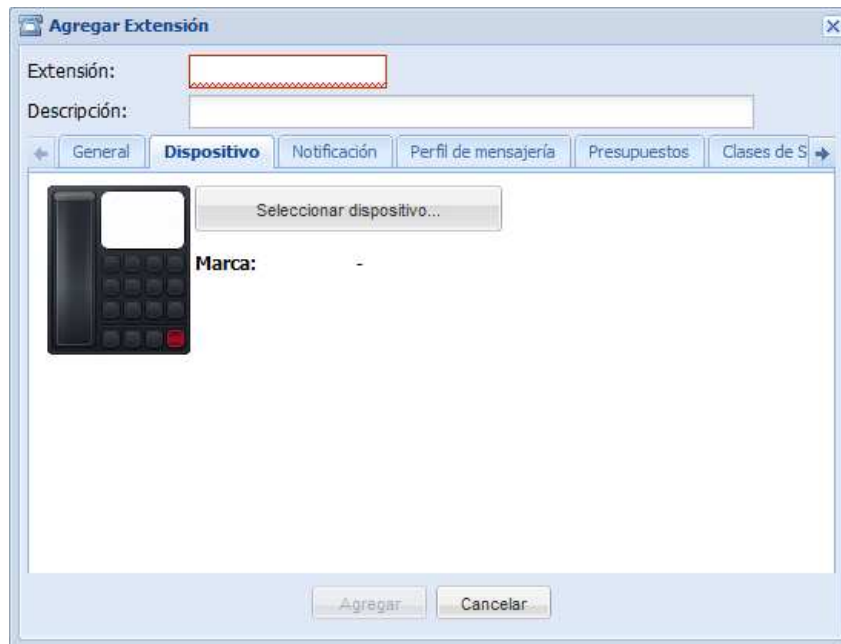 Agregar Extensión
Extensión:
Descripción:
General Dispositivo Notificación Perfil de mensajería Presupuestos Clases de S
Seleccionar dispositivo...
Marca: -
Agregar Cancelar